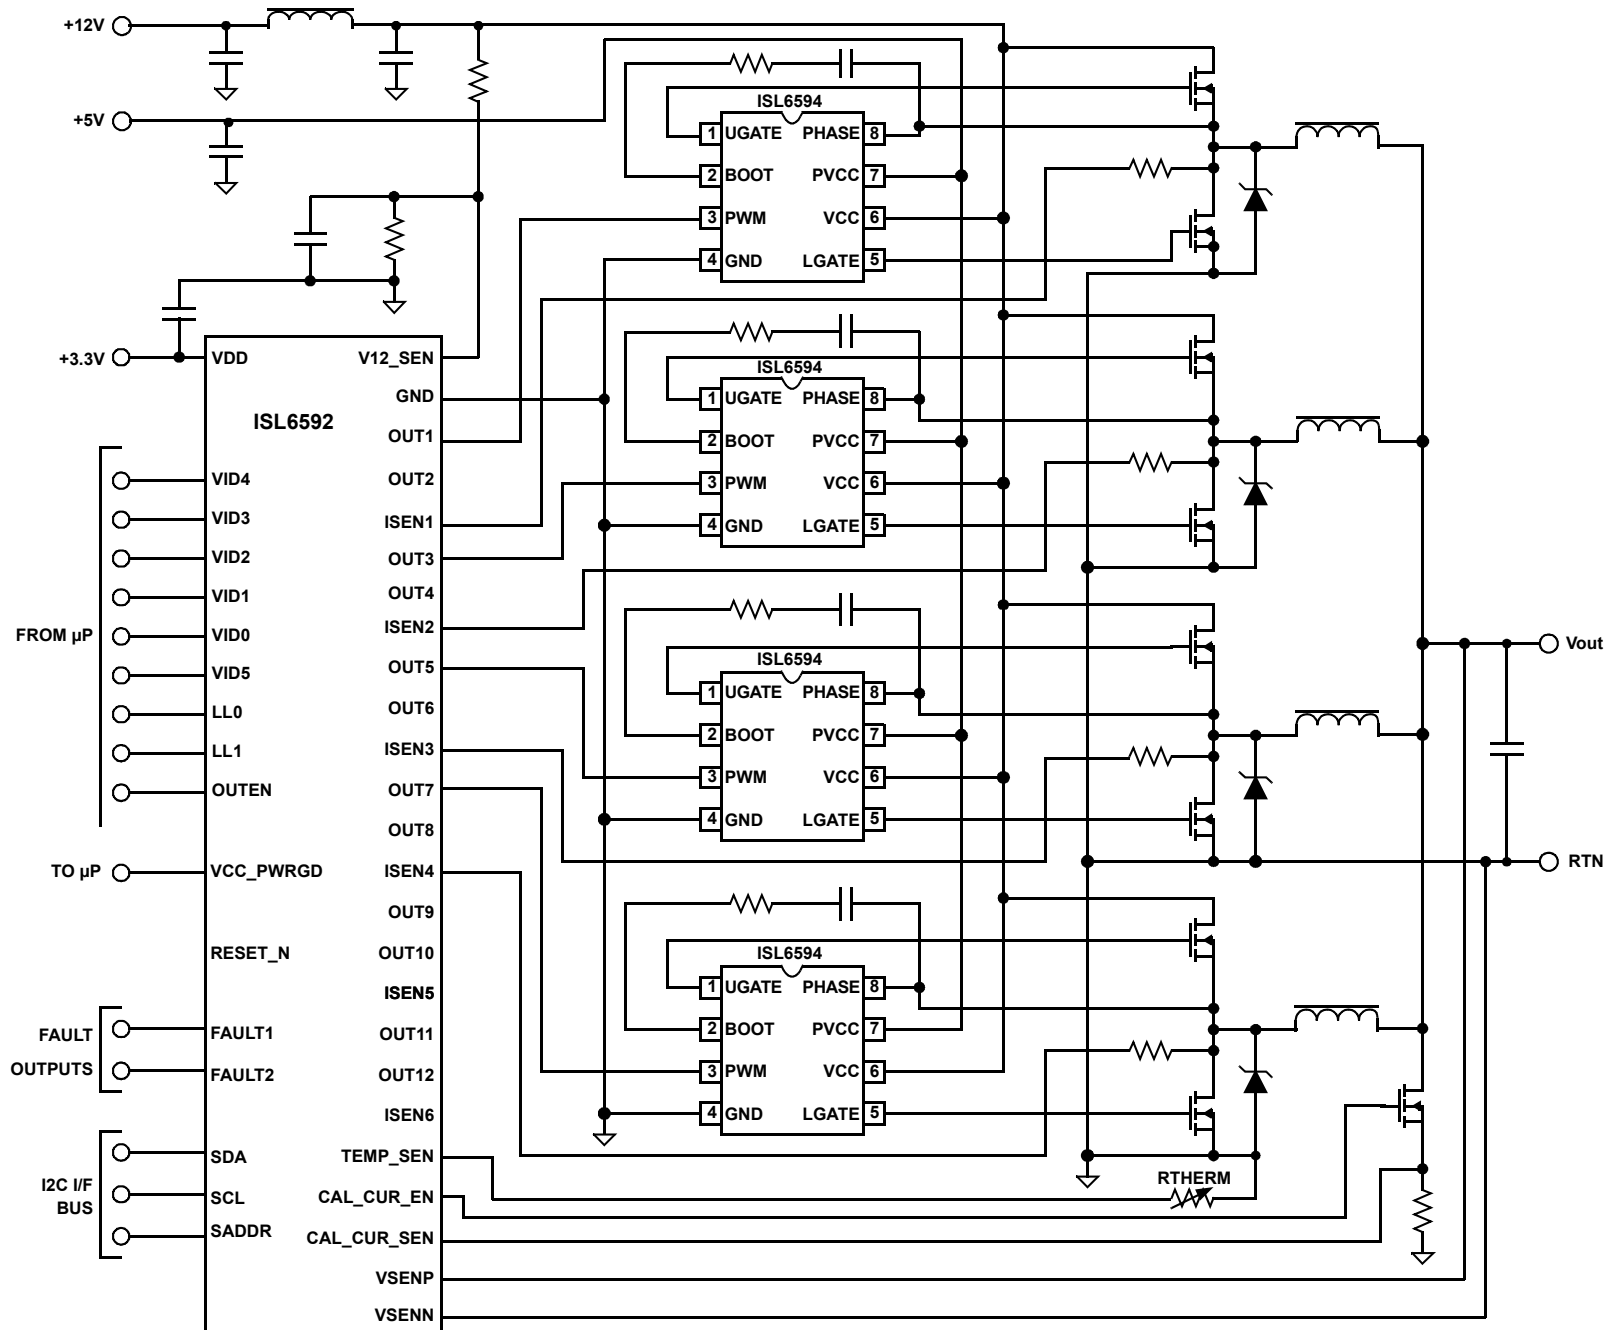 +12V
+5V
+3.3V
ISL6592
VDD
V12_SEN
GND
OUT1
OUT2
ISEN1
OUT3
OUT4
ISEN2
OUT5
OUT6
ISEN3
OUT7
OUT8
ISEN4
OUT9
OUT10
ISEN5
OUT11
OUT12
ISEN6
TEMP_SEN
CAL_CUR_EN
CAL_CUR_SEN
VSENP
VSENN
FROM µP
VID4
VID3
VID2
VID1
VID0
VID5
LL0
LL1
OUTEN
TO µP
VCC_PWRGD
RESET_N
FAULT
OUTPUTS
FAULT1
FAULT2
I2C I/F
BUS
SDA
SCL
SADDR
ISL6594
1 UGATE PHASE 8
2 BOOT PVCC 7
3 PWM VCC 6
4 GND LGATE 5
ISL6594
1 UGATE PHASE 8
2 BOOT PVCC 7
3 PWM VCC 6
4 GND LGATE 5
ISL6594
1 UGATE PHASE 8
2 BOOT PVCC 7
3 PWM VCC 6
4 GND LGATE 5
ISL6594
1 UGATE PHASE 8
2 BOOT PVCC 7
3 PWM VCC 6
4 GND LGATE 5
RTHERM
Vout
RTN